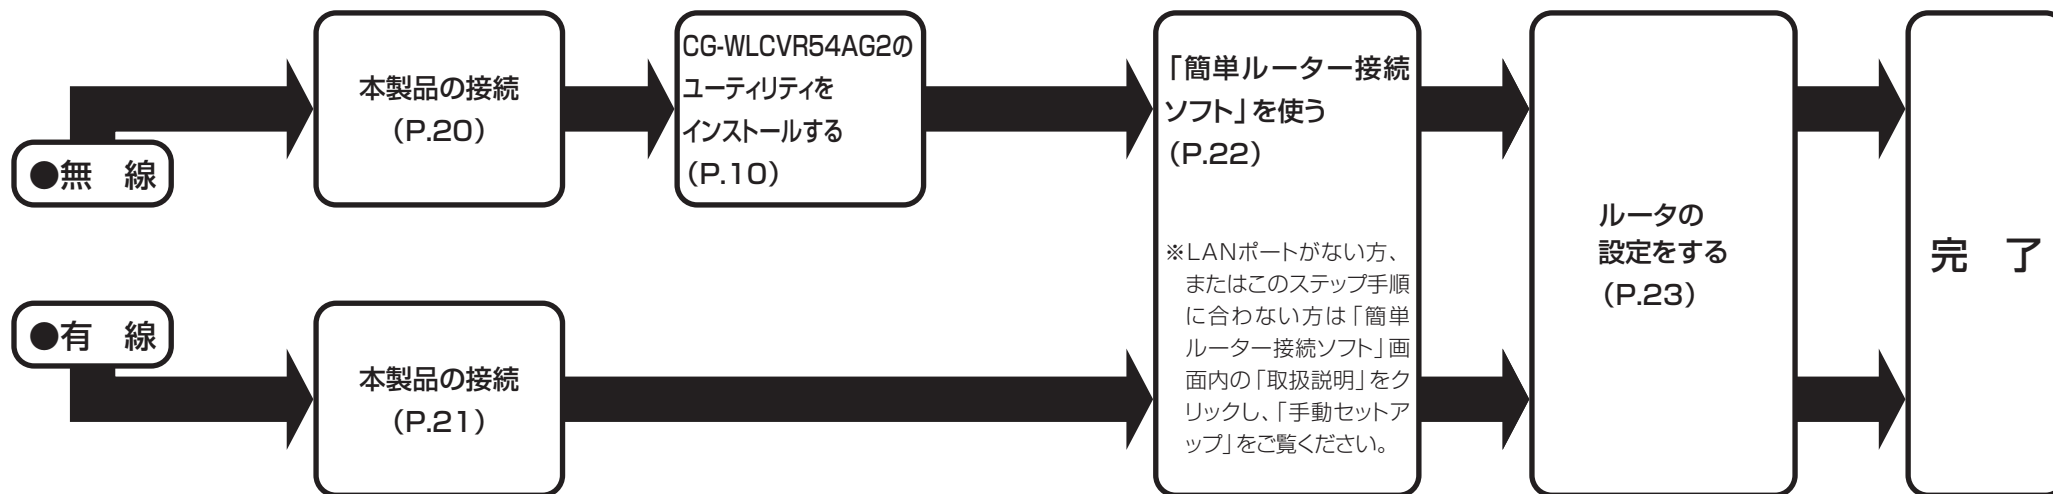 ●無　線
本製品の接続
（P.20）
CG-WLCVR54AG2の
ユーティリティを
インストールする
（P.10）
●有　線
本製品の接続
（P.21）
「簡単ルーター接続
ソフト」を使う
（P.22）
※LANポートがない方、
またはこのステップ手順
に合わない方は「簡単
ルーター接続ソフト」画
面内の「取扱説明」をク
リックし、「手動セットア
ップ」をご覧ください。
ルータの
設定をする
（P.23）
完　了